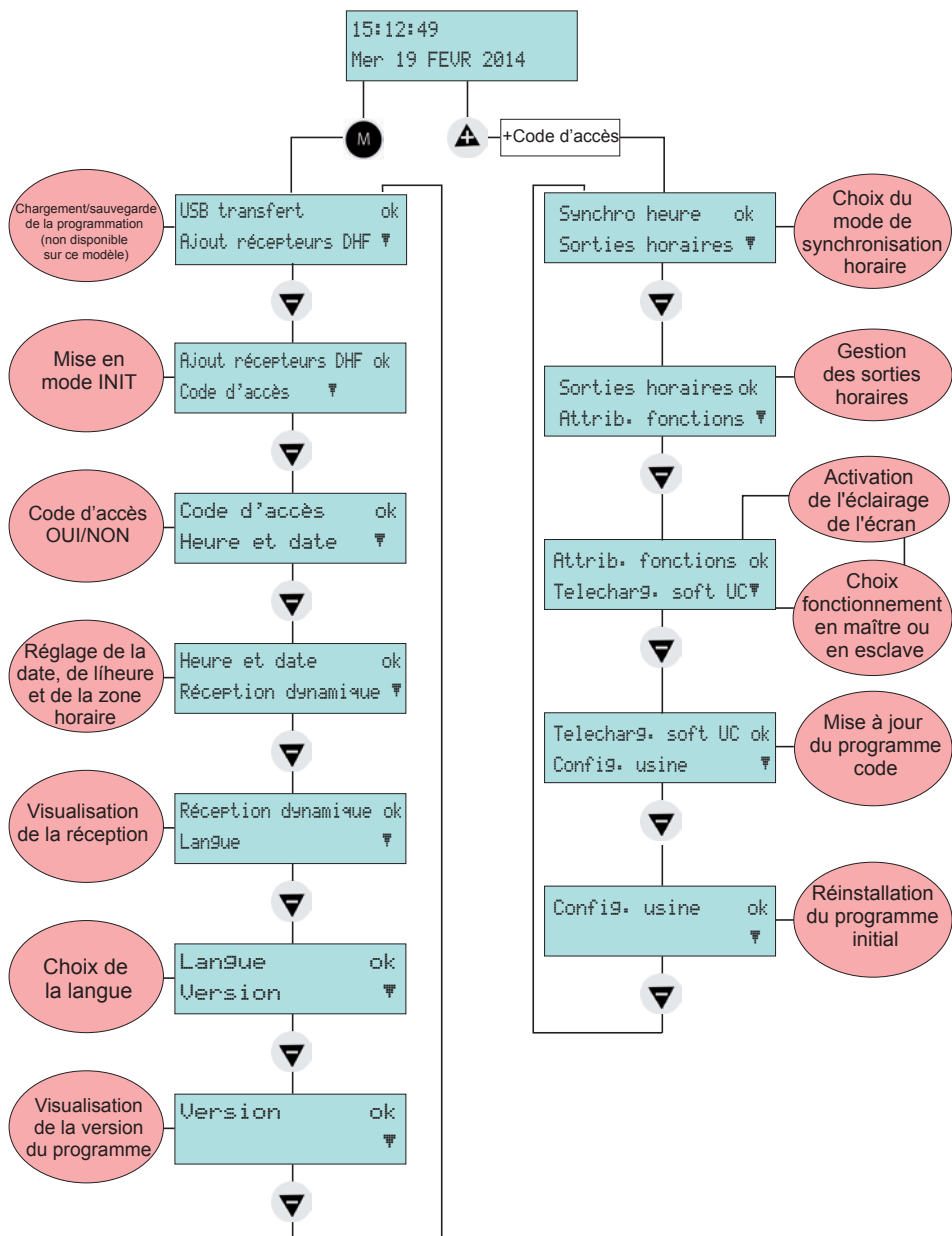 15:12:49
Mer 19 FEVR 2014
M
+Code d'accès
Chargement/sauvegarde
de la programmation
(non disponible
sur ce modèle)
USB transfert ok
Ajout récepteurs DHF
Mise en
mode INIT
Ajout récepteurs DHF ok
Code d'accès
Code d'accès
OUI/NON
Code d'accès ok
Heure et date
Réglage de la
date, de líheure
et de la zone
horaire
Heure et date ok
Réception dynamique
Visualisation
de la réception
Réception dynamique ok
Langue
Choix de
la langue
Langue ok
Version
Visualisation
de la version
du programme
Version ok
Synchro heure ok
Sorties horaires
Choix du
mode de
synchronisation
horaire
Sorties horaires ok
Attrib. fonctions
Gestion
des sorties
horaires
Attrib. fonctions ok
Telecharg. soft UC
Activation
de l'éclairage
de l'écran
Choix
fonctionnement
en maître ou
en esclave
Telecharg. soft UC ok
Config. usine
Mise à jour
du programme
code
Config. usine ok
Réinstallation
du programme
initial